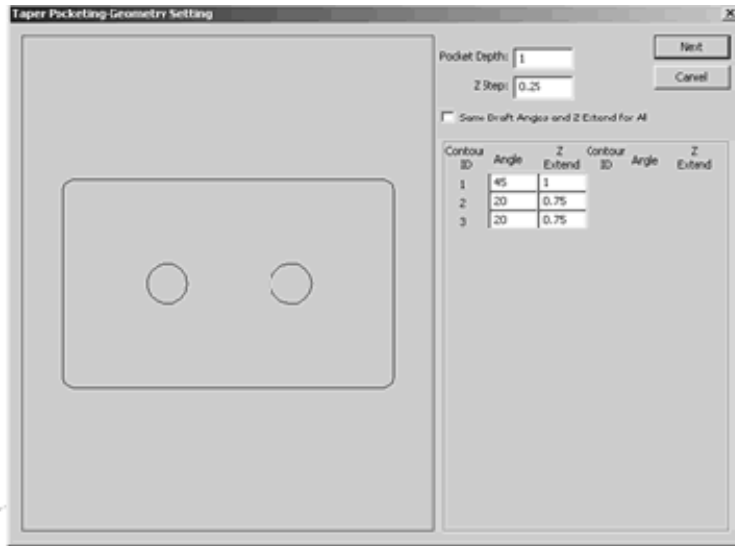 Taper Pocketing-Geometry Setting
Pocket Depth: 1
Next
Z Step: 0.25
Cancel
Same Draft Angles and Z Extend for All
Contour ID Angle Z Extend Contour ID Angle Z Extend
1 45 1
2 20 0.75
3 20 0.75